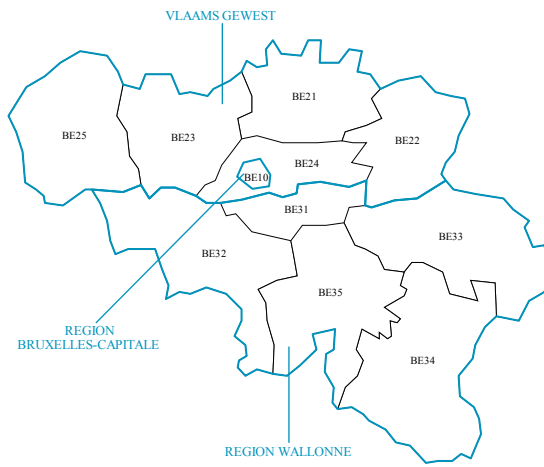 VLAAMS GEWEST
BE21
BE25
BE23
BE22
BE24
BE10
BE31
BE33
BE32
BE35
REGION
BRUXELLES-CAPITALE
BE34
REGION WALLONNE